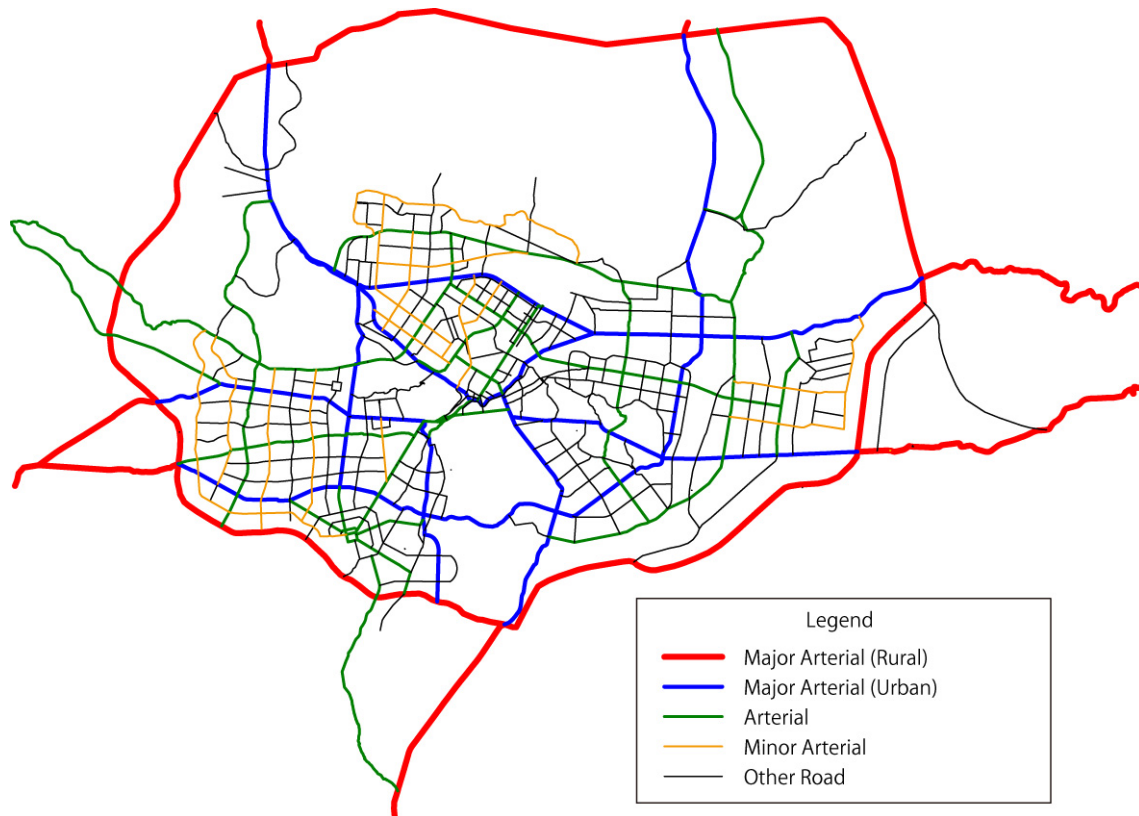 Legend
Major Arterial (Rural)
Major Arterial (Urban)
Arterial
Minor Arterial
Other Road